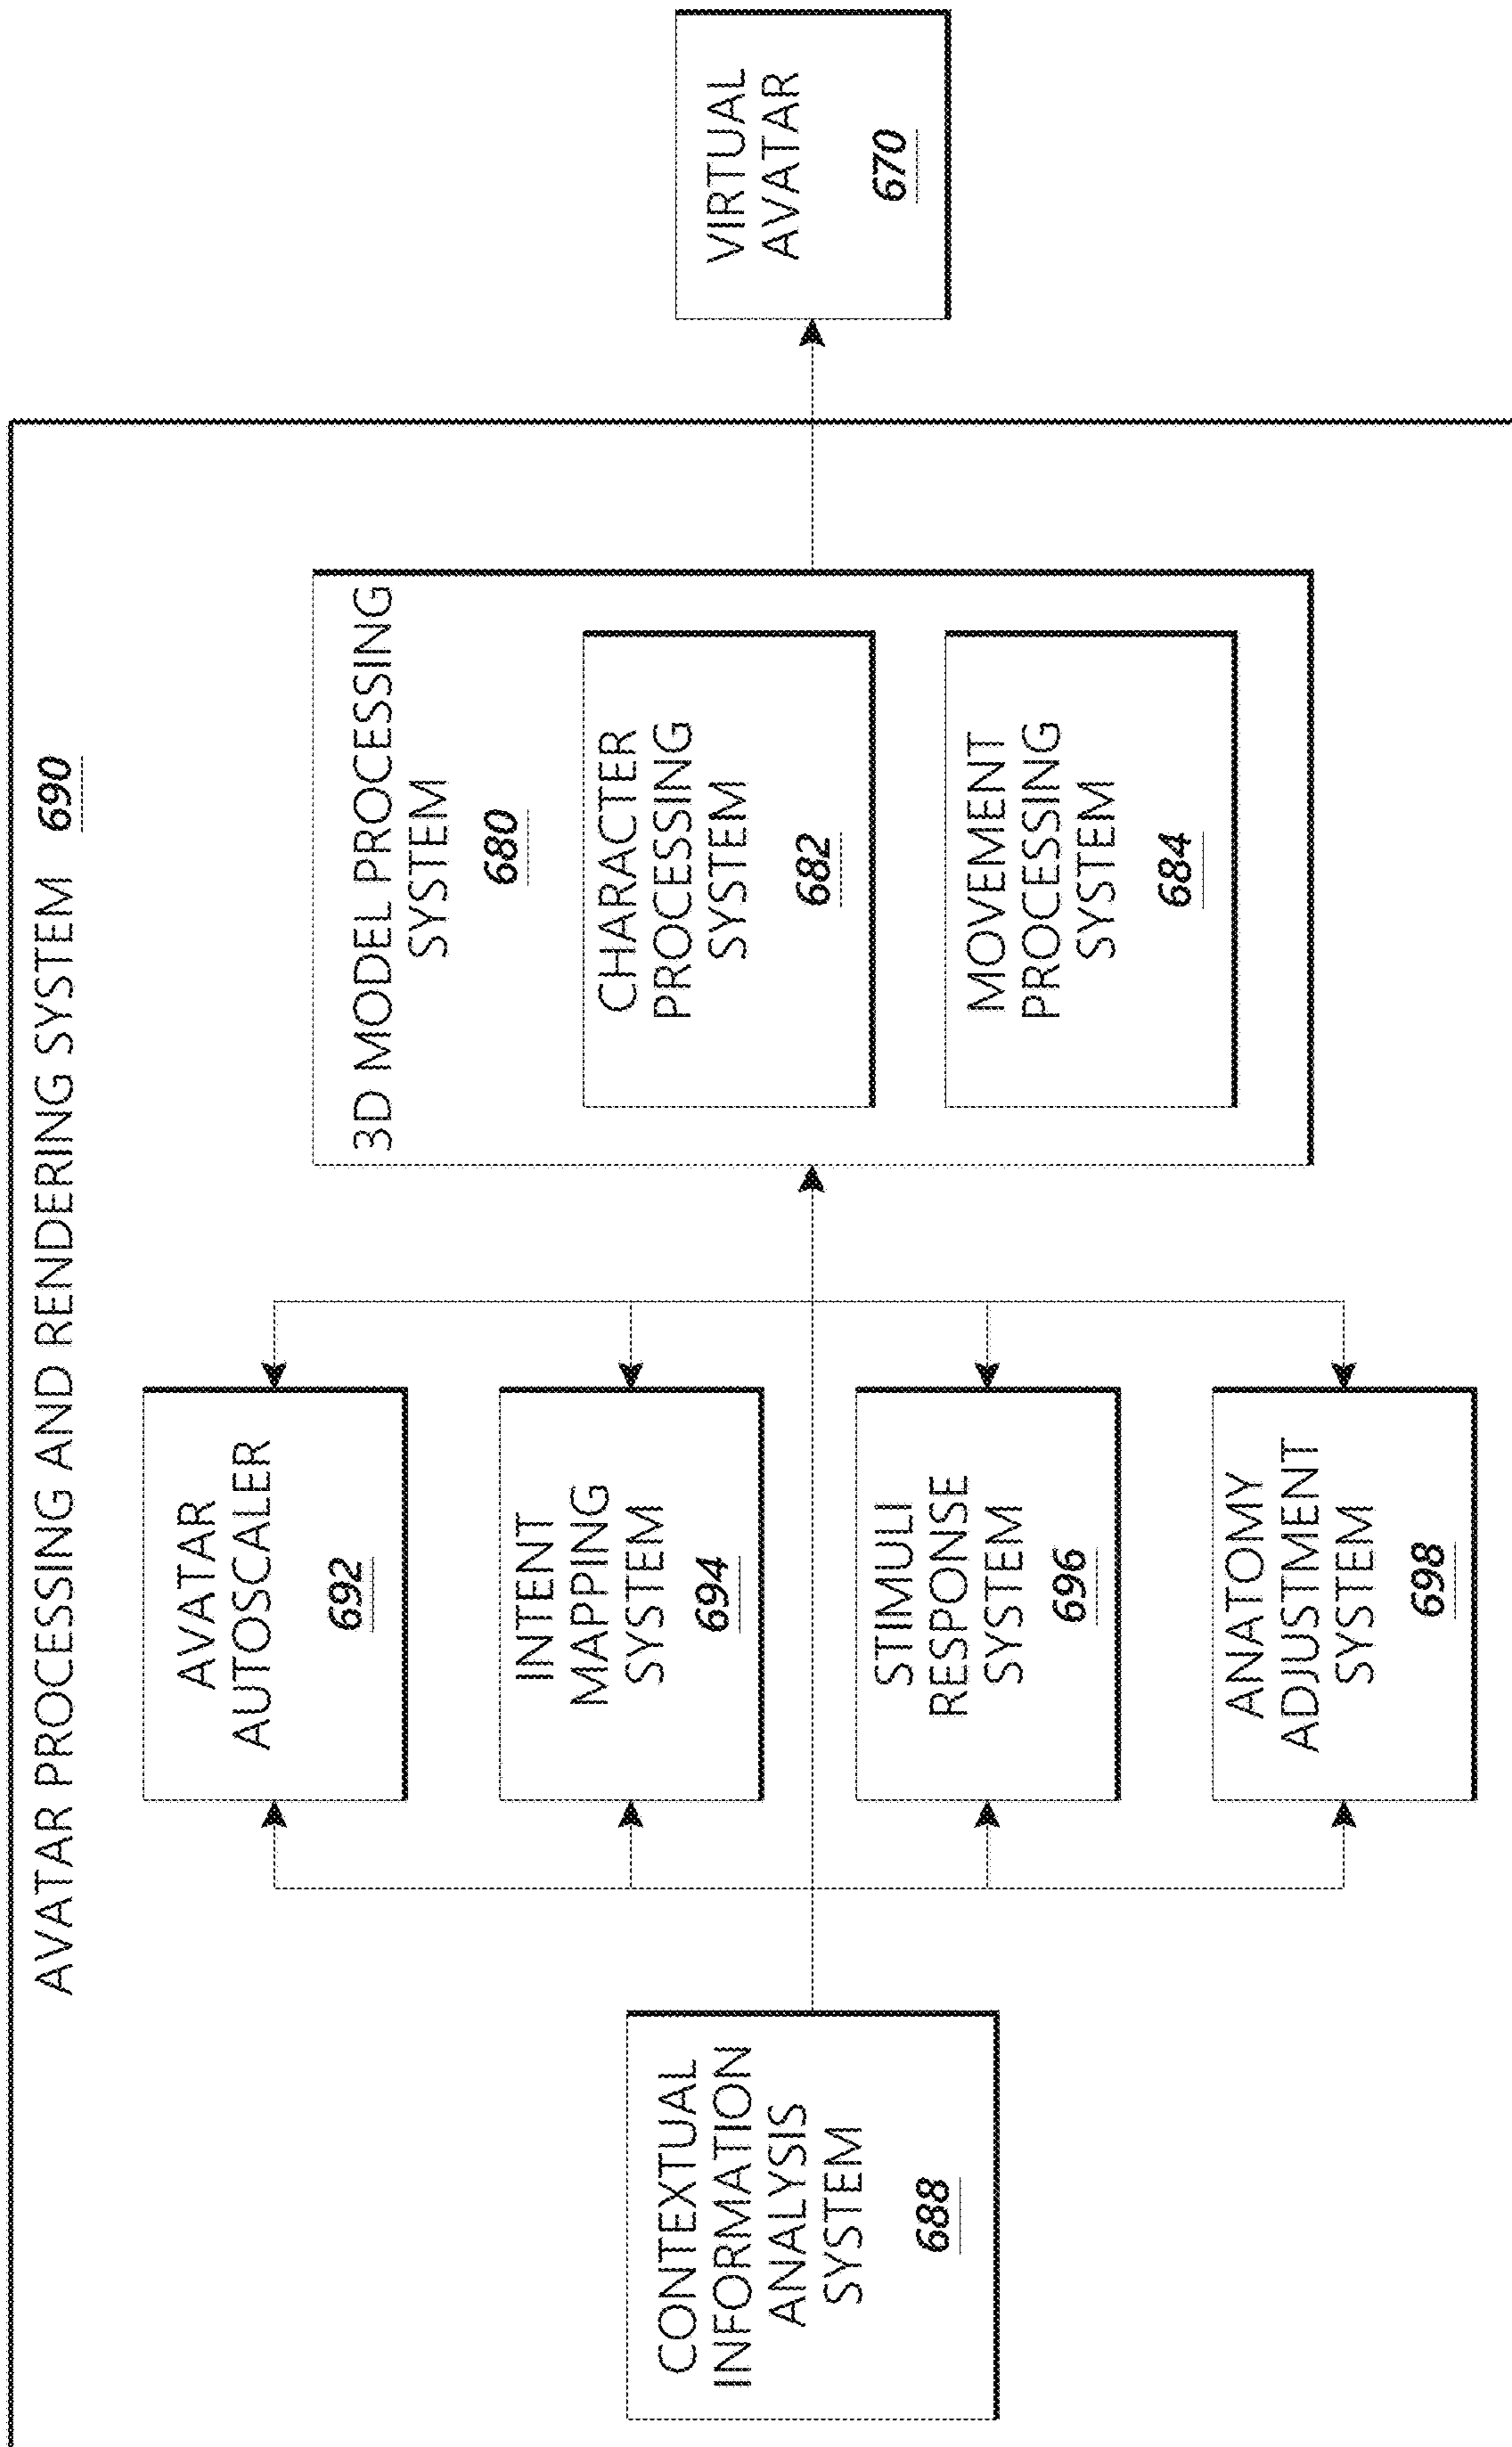 AVATAR PROCESSING AND RENDERING SYSTEM 690
CONTEXTUAL
INFORMATION
ANALYSIS
SYSTEM
688
AVATAR
AUTOSCALER
692
INTENT
MAPPING
SYSTEM
694
STIMULI
RESPONSE
SYSTEM
696
ANATOMY
ADJUSTMENT
SYSTEM
698
3D MODEL PROCESSING
SYSTEM
680
CHARACTER
PROCESSING
SYSTEM
682
MOVEMENT
PROCESSING
SYSTEM
684
VIRTUAL
AVATAR
670